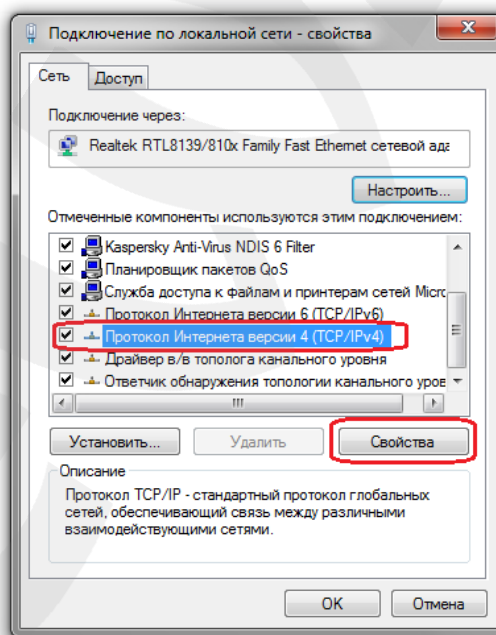 Подключение по локальной сети - свойства
Сеть
Доступ
Подключение через:
Realtek RTL8139/810x Family Fast Ethernet сетевой ада
Настроить...
Отмеченные компоненты используются этим подключением:
Kaspersky Anti-Virus NDIS 6 Filter
Планировщик пакетов QoS
Служба доступа к файлам и принтерам сетей Micro
Протокол Интернета версии 6 (TCP/IPv6)
Протокол Интернета версии 4 (TCP/IPv4)
Драйвер в/в тополога канального уровня
Ответчик обнаружения топологии канального уров
Установить...
Удалить
Свойства
Описание
Протокол TCP/IP - стандартный протокол глобальных
сетей, обеспечивающий связь между различными
взаимодействующими сетями.
OK
Отмена